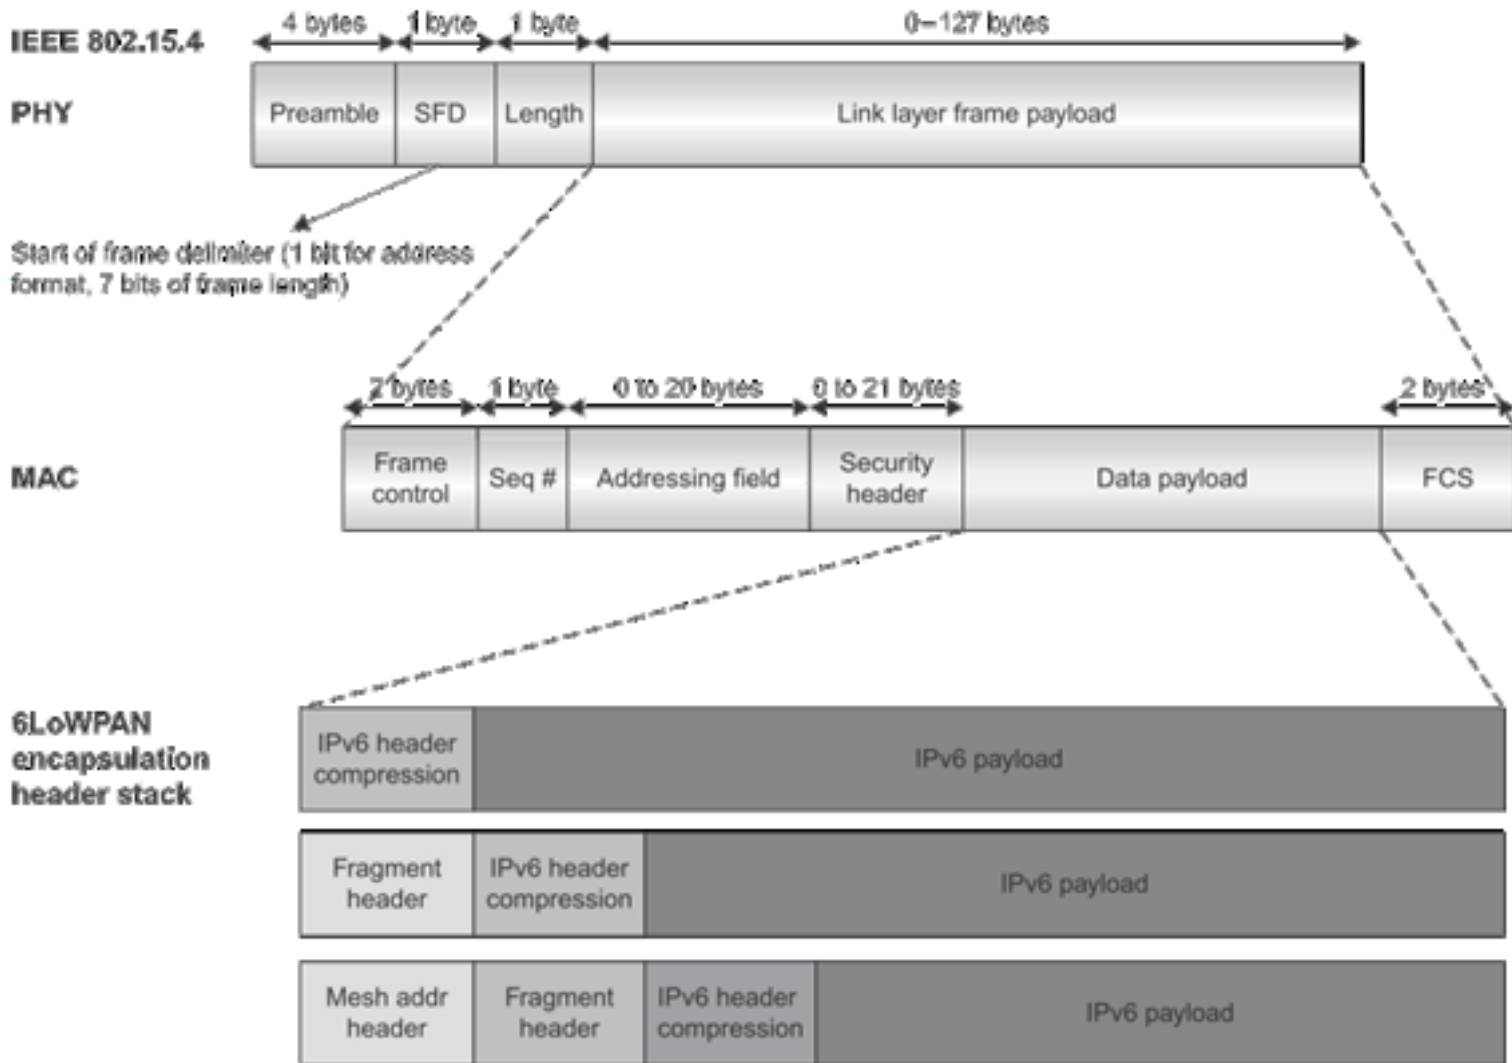 IEEE 802.15.4
4 bytes
1 byte
1 byte
0–127 bytes
PHY
Preamble
SFD
Length
Link layer frame payload
Start of frame delimiter (1 bit for address
format, 7 bits of frame length)
2 bytes
1 byte
0 to 20 bytes
0 to 21 bytes
2 bytes
MAC
Frame
control
Seq #
Addressing field
Security
header
Data payload
FCS
6LoWPAN
encapsulation
header stack
IPv6 header
compression
IPv6 payload
Fragment
header
IPv6 header
compression
IPv6 payload
Mesh addr
header
Fragment
header
IPv6 header
compression
IPv6 payload